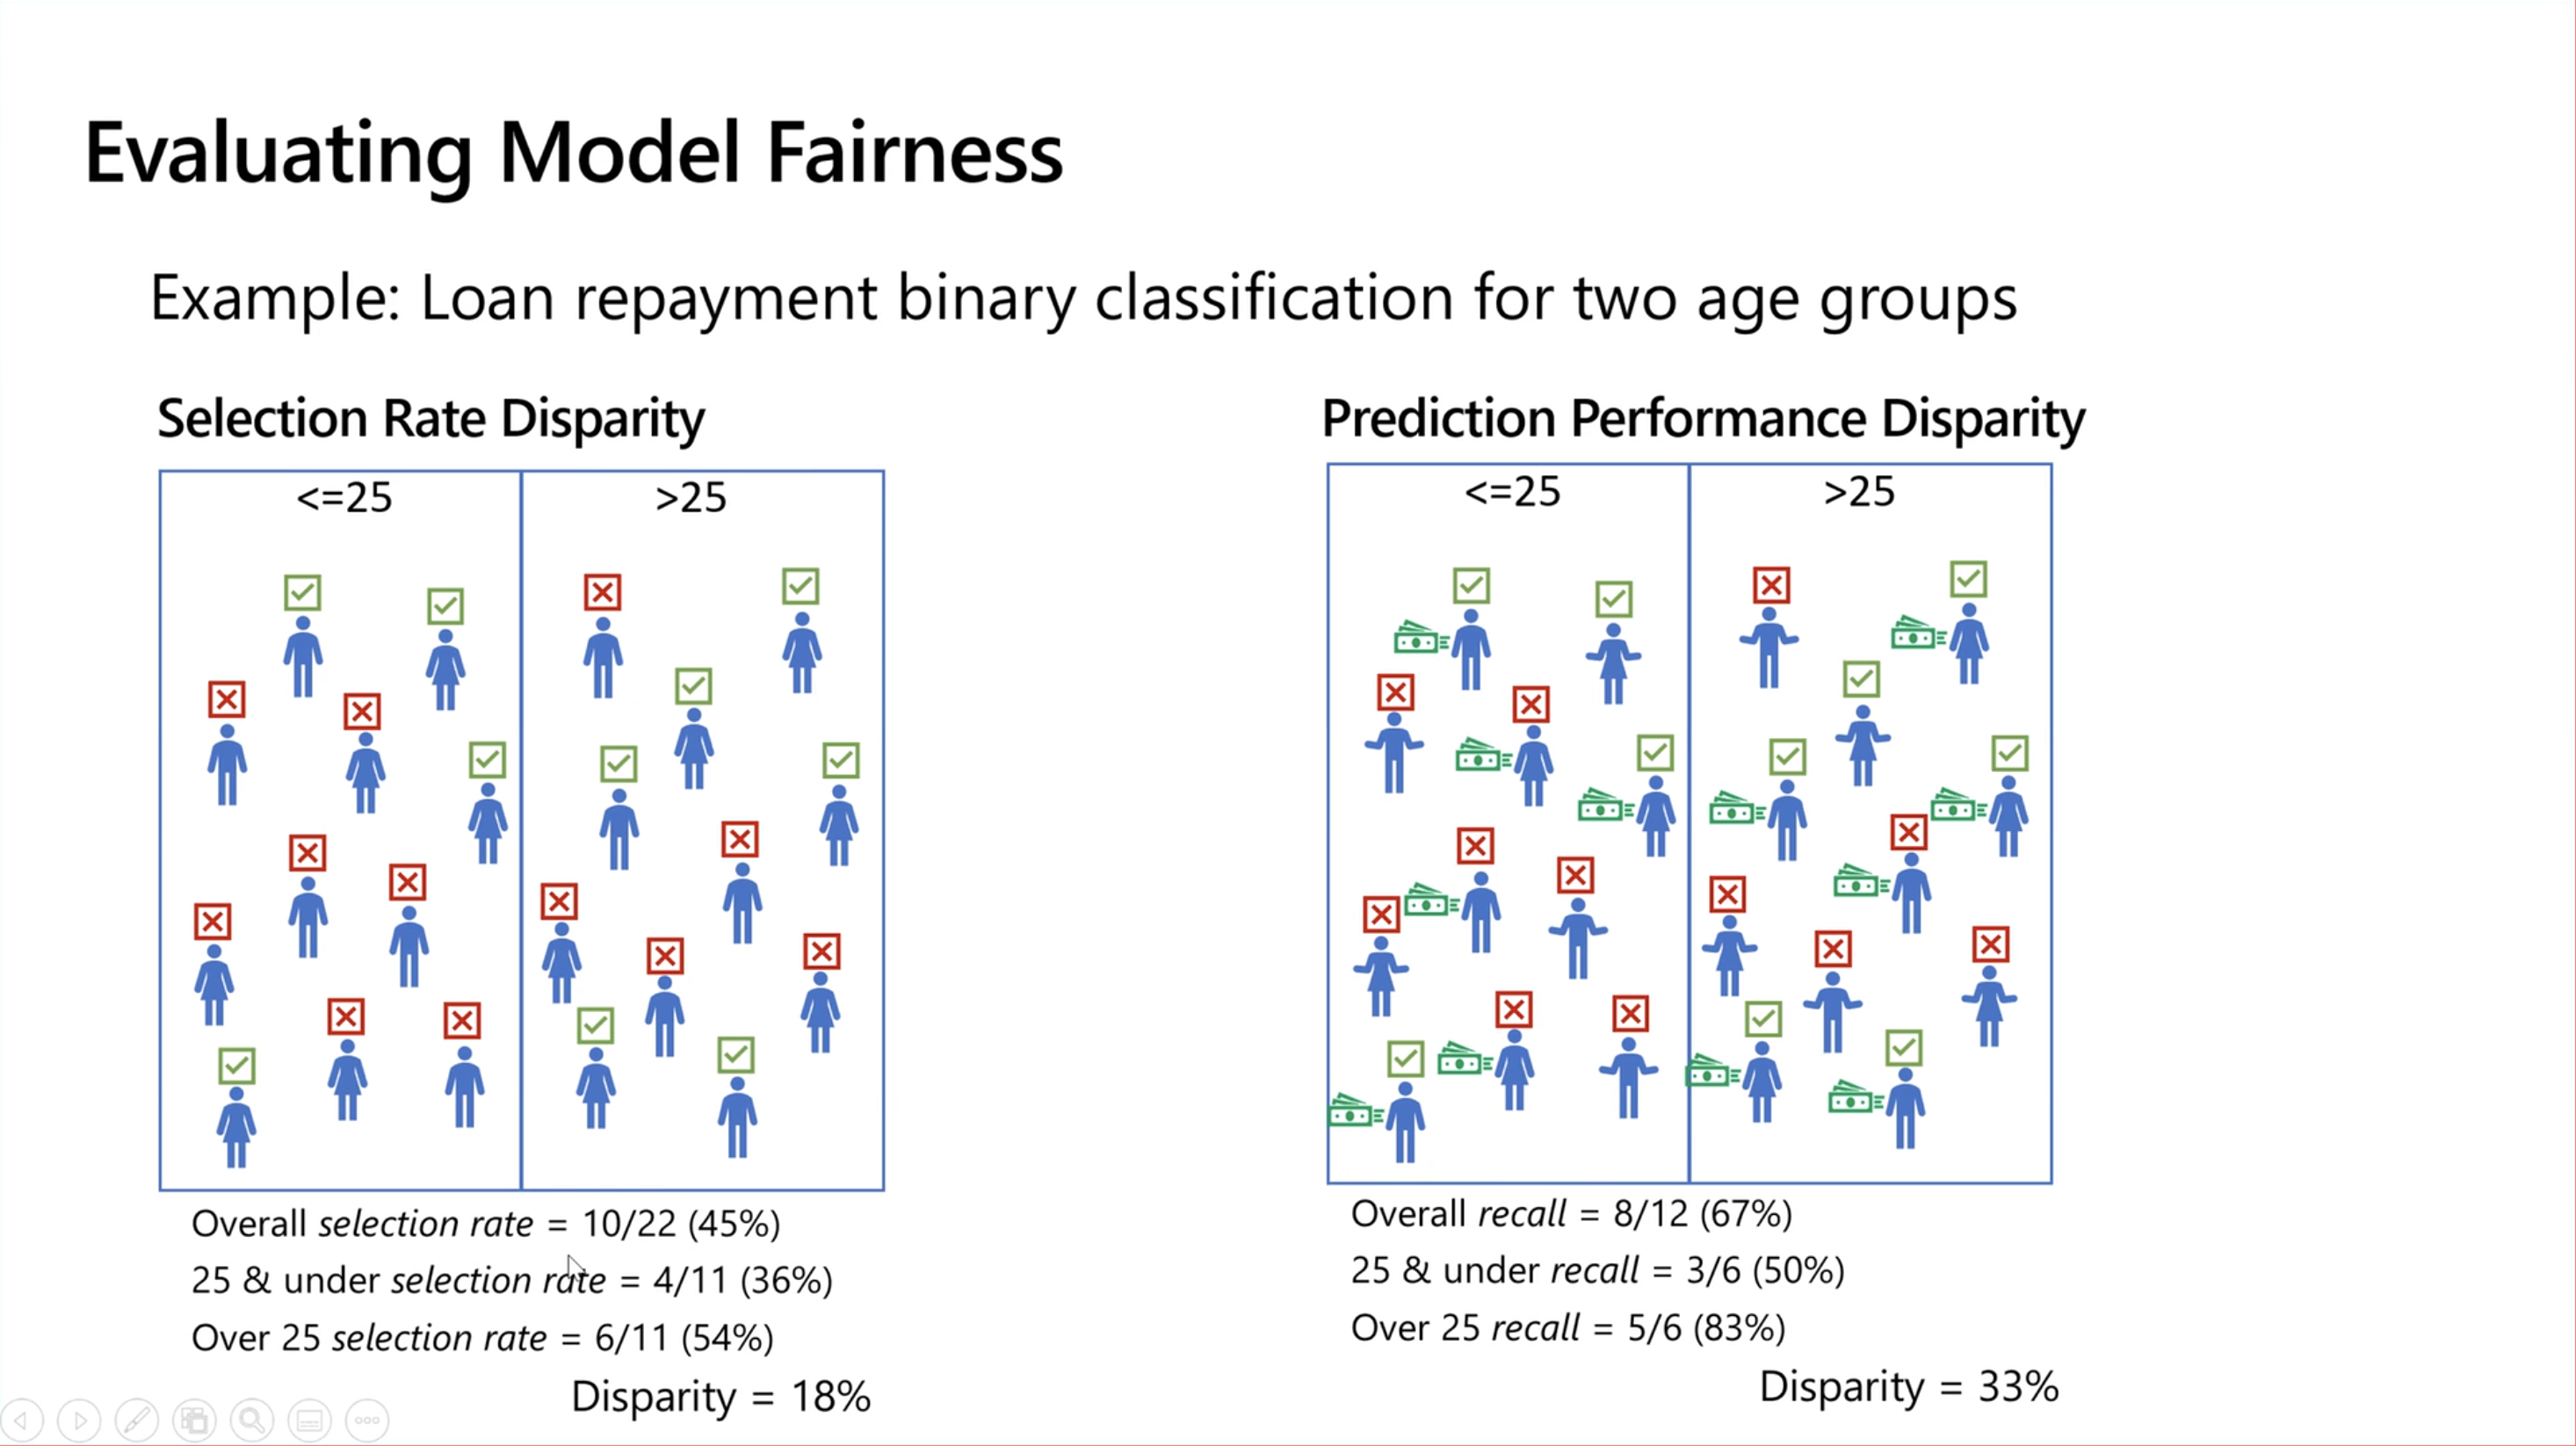 Evaluating Model Fairness
Example: Loan repayment binary classification for two age groups
Selection Rate Disparity
<=25
>25
Overall selection rate = 10/22 (45%)
25 & under selection rate = 4/11 (36%)
Over 25 selection rate = 6/11 (54%)
Disparity = 18%
Prediction Performance Disparity
<=25
>25
Overall recall = 8/12 (67%)
25 & under recall = 3/6 (50%)
Over 25 recall = 5/6 (83%)
Disparity = 33%